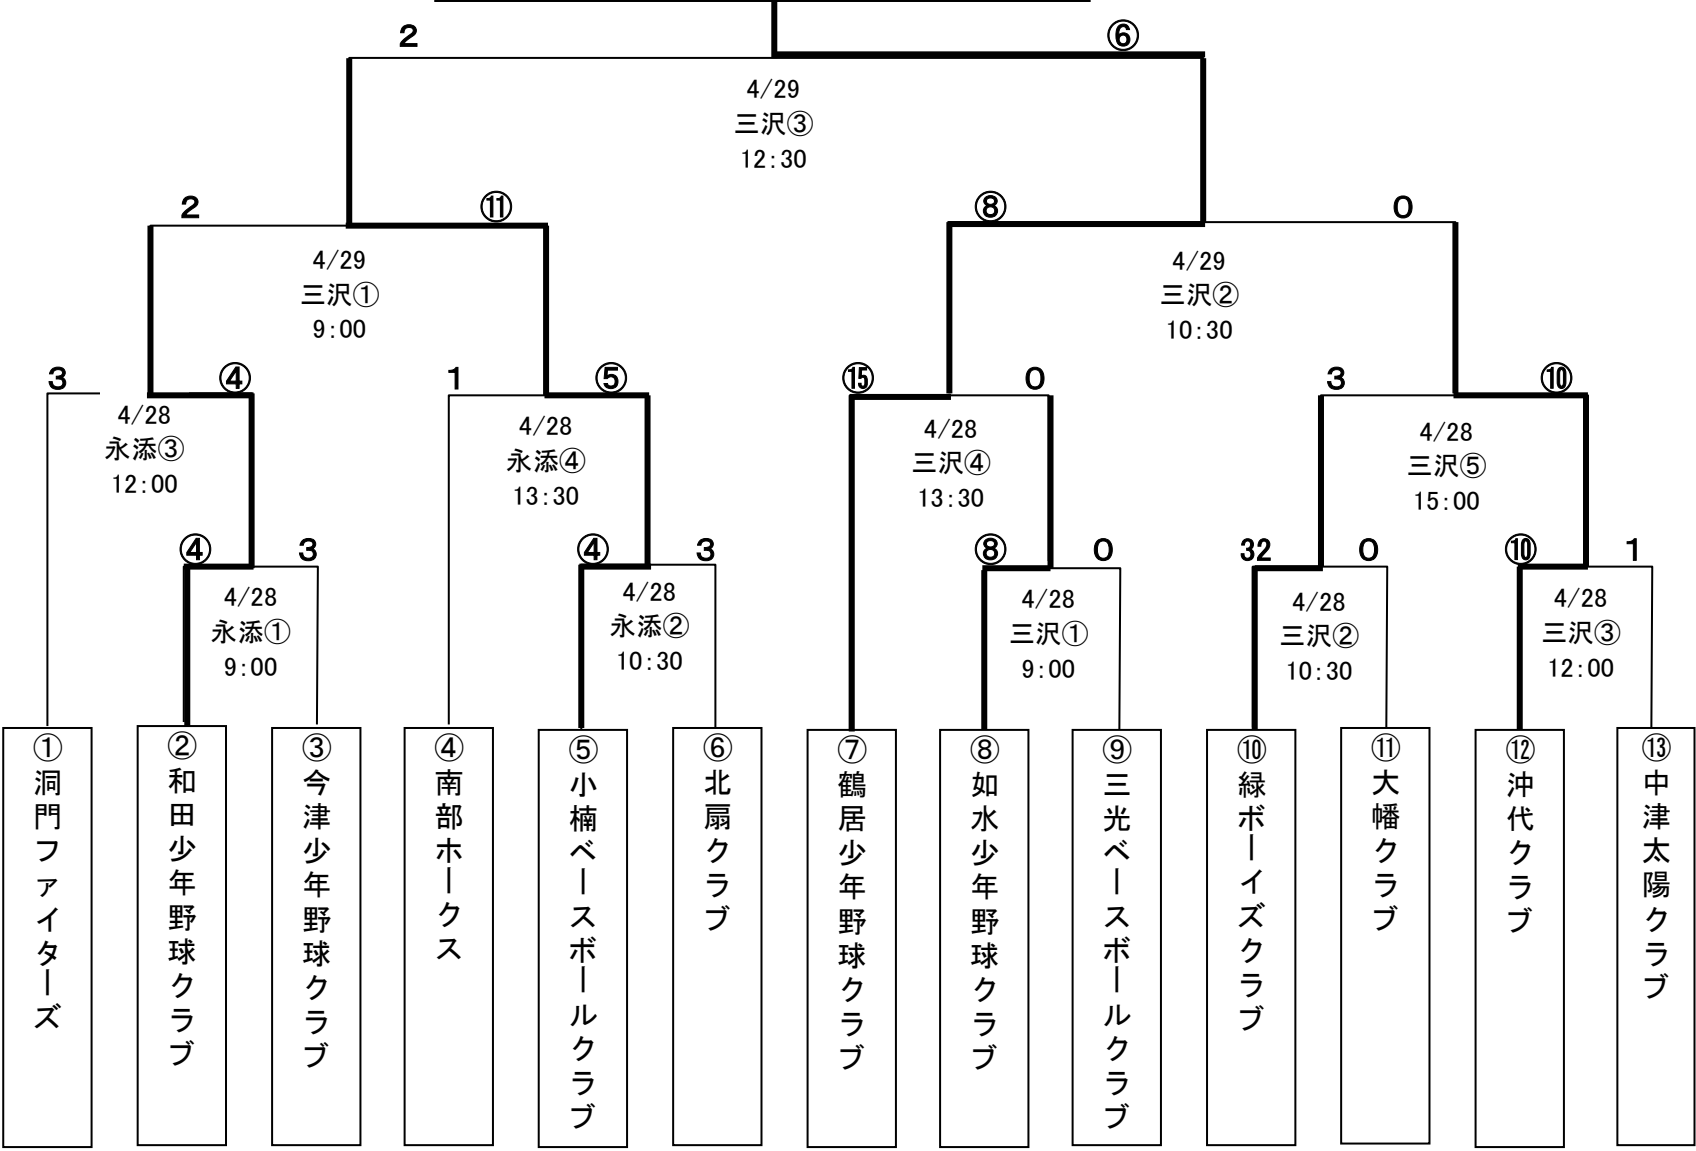 2 ⑥
4/29
三沢③
12:30
2 ⑪ ⑧ 0
4/29
三沢①
9:00
4/29
三沢②
10:30
3 ④ 1 ⑤ ⑮ 0 3 ⑩
4/28
永添③
12:00
4/28
永添④
13:30
4/28
三沢④
13:30
4/28
三沢⑤
15:00
④ 3 ④ 3 ⑧ 0 32 0 ⑩ 1
4/28
永添①
9:00
4/28
永添②
10:30
4/28
三沢①
9:00
4/28
三沢②
10:30
4/28
三沢③
12:00
①洞門ファイターズ
②和田少年野球クラブ
③今津少年野球クラブ
④南部ホークス
⑤小楠ベースボールクラブ
⑥北扇クラブ
⑦鶴居少年野球クラブ
⑧如水少年野球クラブ
⑨三光ベースボールクラブ
⑩緑ボーイズクラブ
⑪大幡クラブ
⑫沖代クラブ
⑬中津太陽クラブ